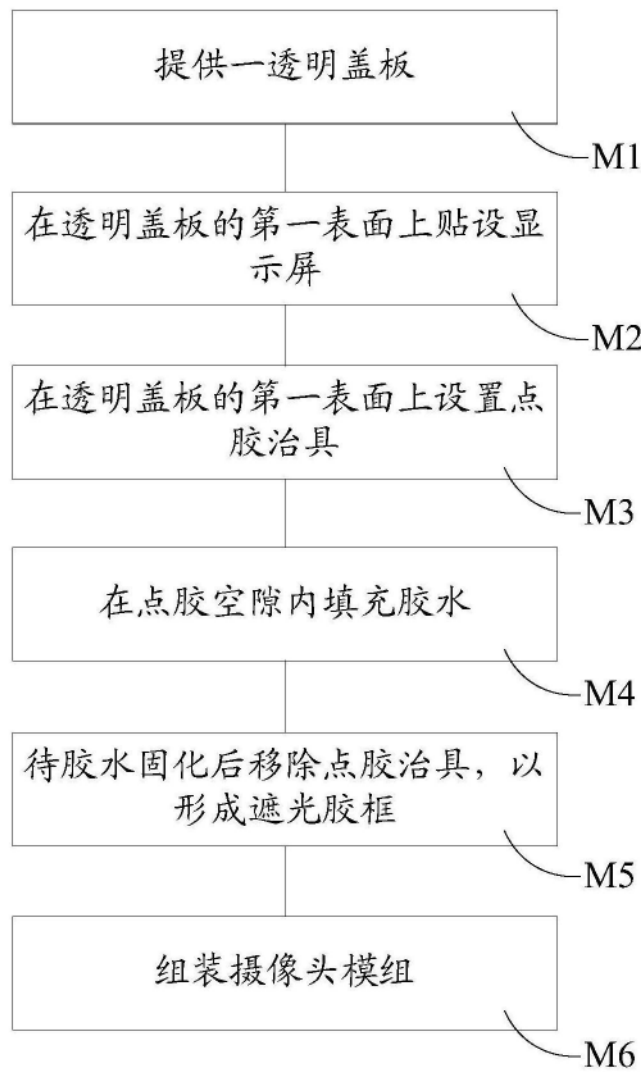 提供一透明盖板
M1
在透明盖板的第一表面上贴设显
示屏
M2
在透明盖板的第一表面上设置点
胶治具
M3
在点胶空隙内填充胶水
M4
待胶水固化后移除点胶治具，以
形成遮光胶框
M5
组装摄像头模组
M6